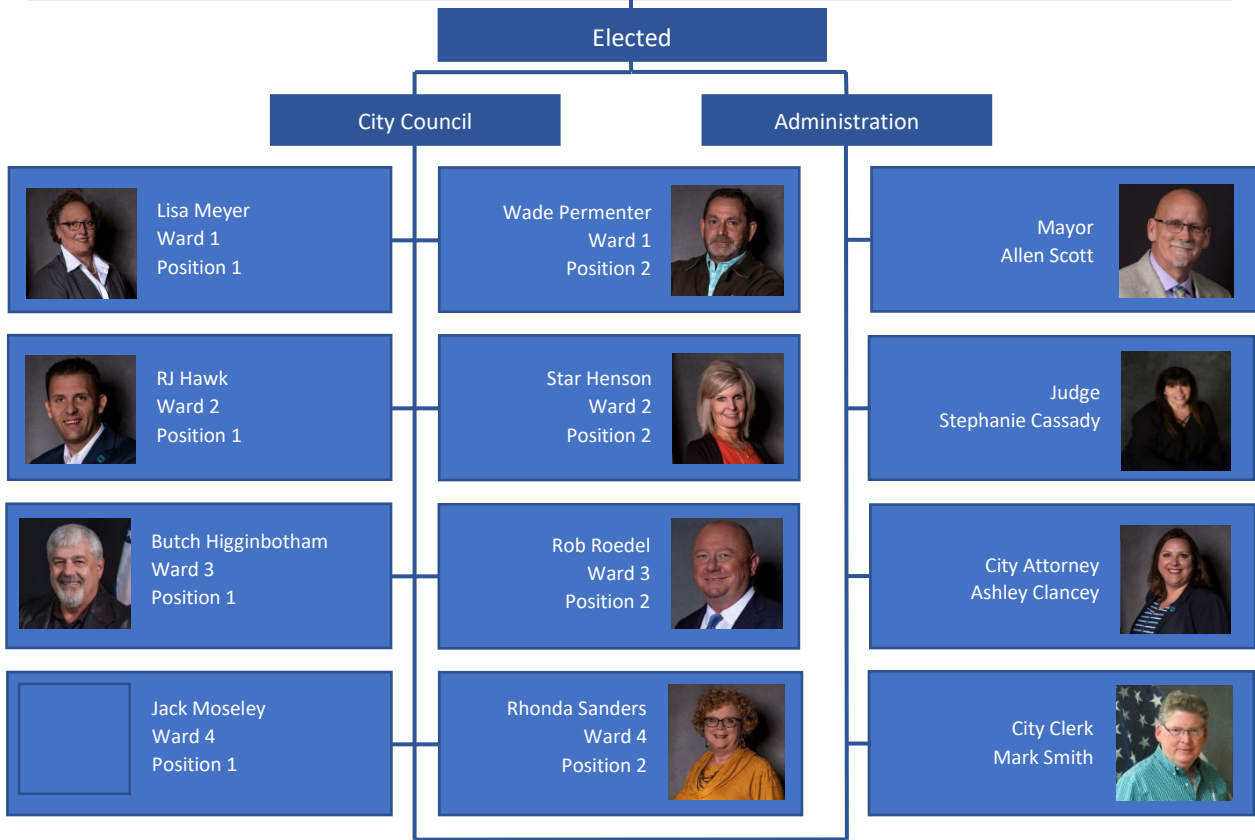 Elected
City Council
Administration
Lisa Meyer
Ward 1
Position 1
Wade Permenter
Ward 1
Position 2
Mayor
Allen Scott
RJ Hawk
Ward 2
Position 1
Star Henson
Ward 2
Position 2
Judge
Stephanie Cassady
Butch Higginbotham
Ward 3
Position 1
Rob Roedel
Ward 3
Position 2
City Attorney
Ashley Clancey
Jack Moseley
Ward 4
Position 1
Rhonda Sanders
Ward 4
Position 2
City Clerk
Mark Smith